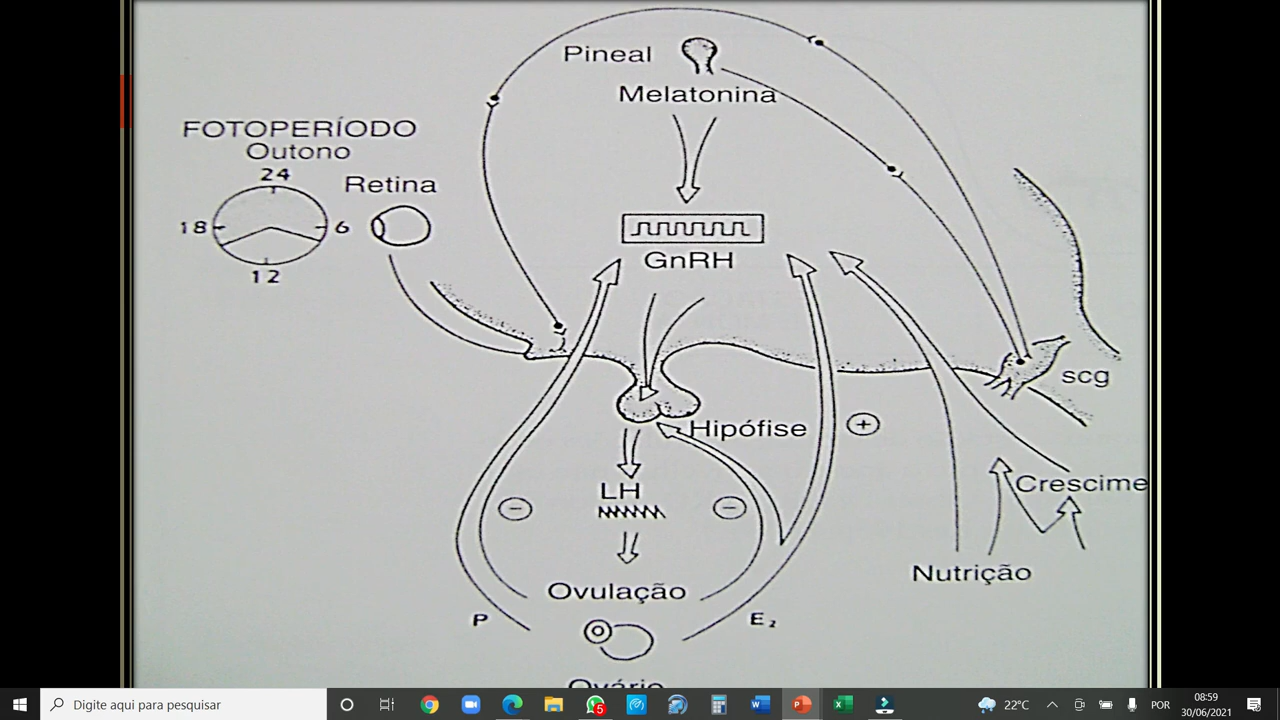 Pineal
Melatonina
FOTOPERÍODO
Outono
24
18
6
12
Retina
GnRH
scg
Hipófise
+
LH
−
−
Crescime
Nutrição
Ovulação
P
E₂
Ovário
Digite aqui para pesquisar
5
22°C
POR
08:59
30/06/2021